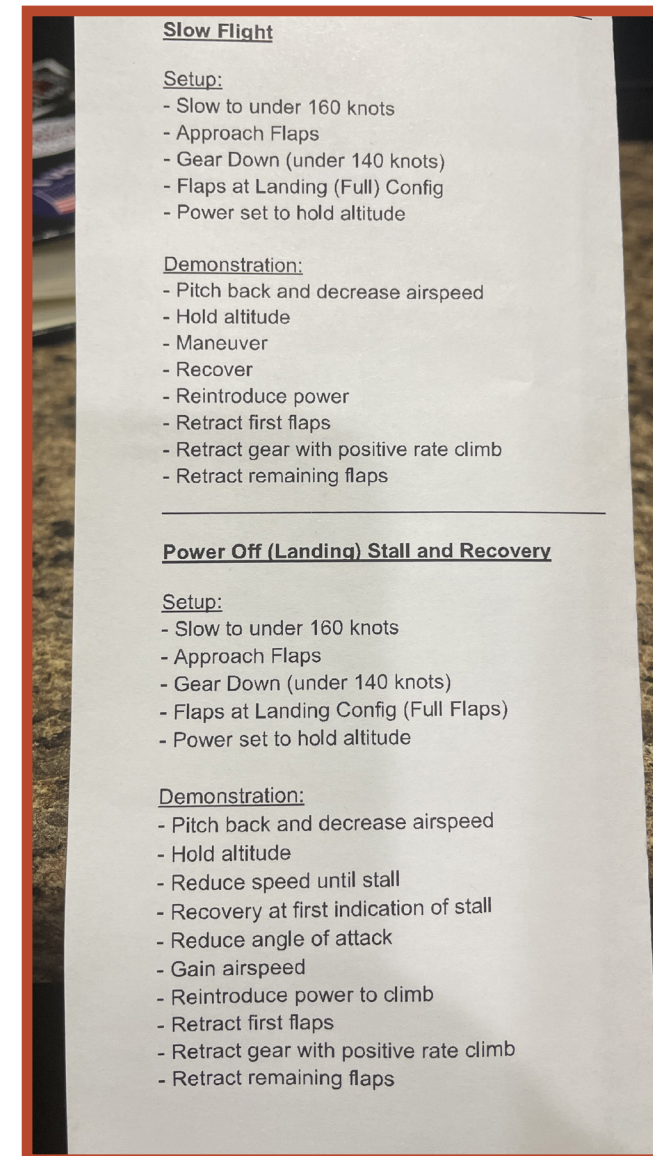 Slow Flight
Setup:
- Slow to under 160 knots
- Approach Flaps
- Gear Down (under 140 knots)
- Flaps at Landing (Full) Config
- Power set to hold altitude
Demonstration:
- Pitch back and decrease airspeed
- Hold altitude
- Maneuver
- Recover
- Reintroduce power
- Retract first flaps
- Retract gear with positive rate climb
- Retract remaining flaps
Power Off (Landing) Stall and Recovery
Setup:
- Slow to under 160 knots
- Approach Flaps
- Gear Down (under 140 knots)
- Flaps at Landing Config (Full Flaps)
- Power set to hold altitude
Demonstration:
- Pitch back and decrease airspeed
- Hold altitude
- Reduce speed until stall
- Recovery at first indication of stall
- Reduce angle of attack
- Gain airspeed
- Reintroduce power to climb
- Retract first flaps
- Retract gear with positive rate climb
- Retract remaining flaps